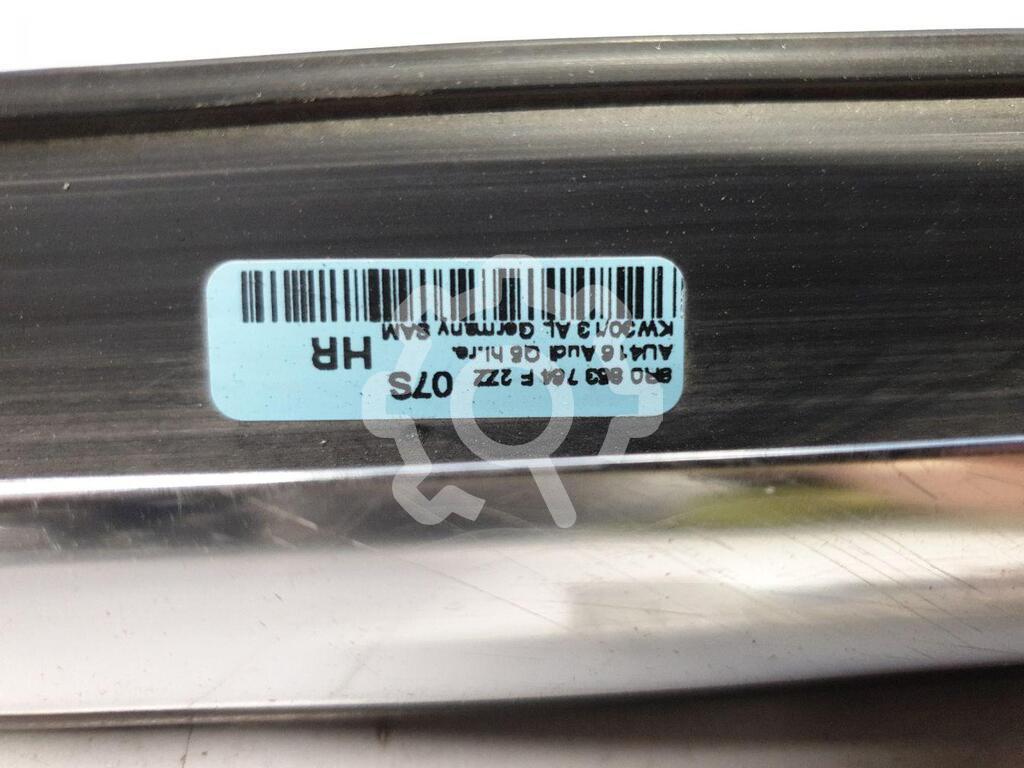 8R0 853 764 F 2ZZ 07S
AU416 Audi Q5 hi.re. HR
KW30/13 AL Germany SAM